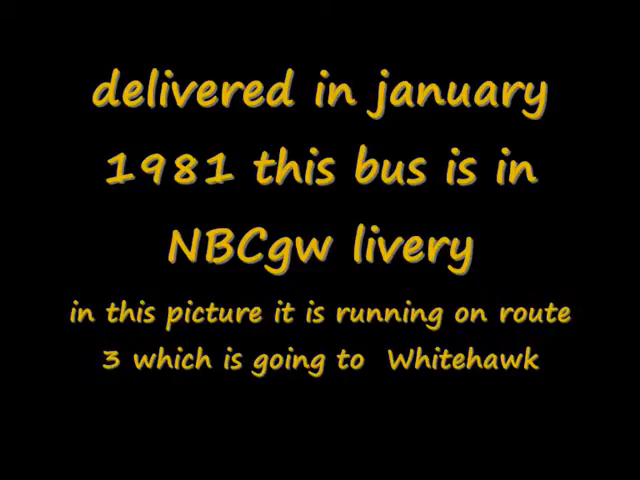 delivered in january
1981 this bus is in
NBCgw livery
in this picture it is running on route
3 which is going to Whitehawk